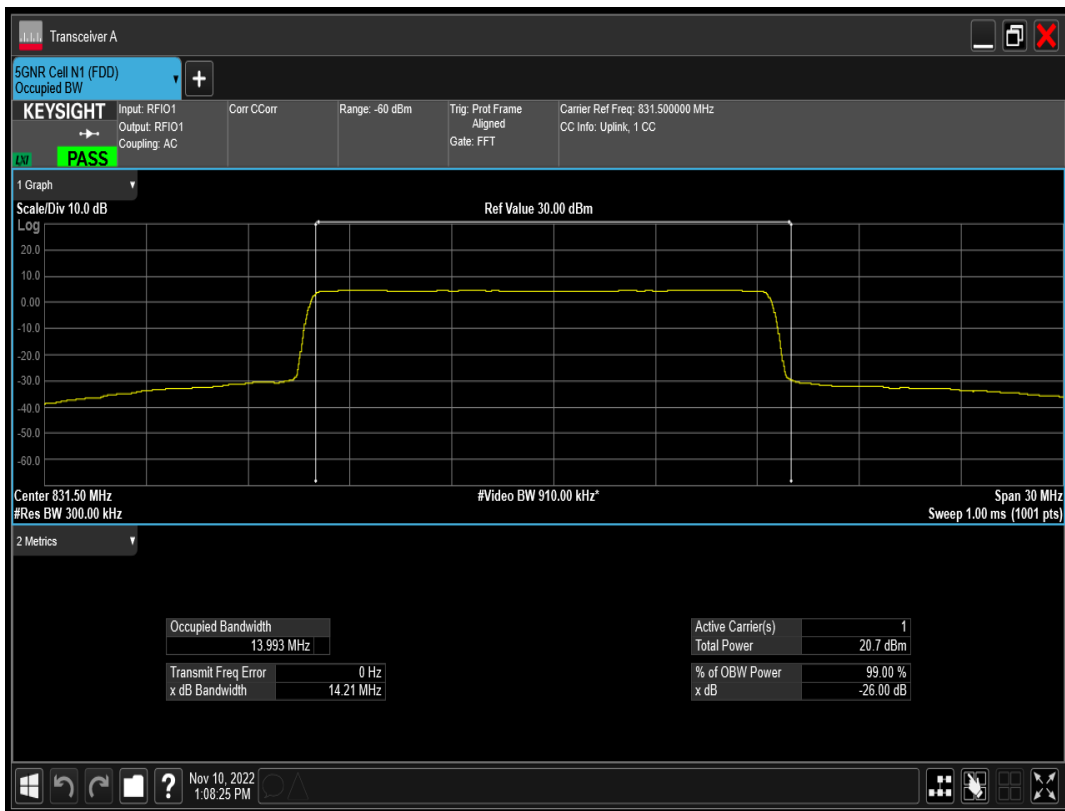 Transceiver A
5GNR Cell N1 (FDD)
Occupied BW
+
KEYSIGHT
LXI
PASS
Input: RFIO1
Output: RFIO1
Coupling: AC
Corr CCorr
Range: -60 dBm
Trig: Prot Frame
Aligned
Gate: FFT
Carrier Ref Freq: 831.500000 MHz
CC Info: Uplink, 1 CC
1 Graph
Scale/Div 10.0 dB
Ref Value 30.00 dBm
Log
20.0
10.0
0.00
-10.0
-20.0
-30.0
-40.0
-50.0
-60.0
Center 831.50 MHz
#Video BW 910.00 kHz*
Span 30 MHz
#Res BW 300.00 kHz
Sweep 1.00 ms (1001 pts)
2 Metrics
Occupied Bandwidth
13.993 MHz
Transmit Freq Error 0 Hz
x dB Bandwidth 14.21 MHz
Active Carrier(s) 1
Total Power 20.7 dBm
% of OBW Power 99.00 %
x dB -26.00 dB
?
Nov 10, 2022
1:08:25 PM